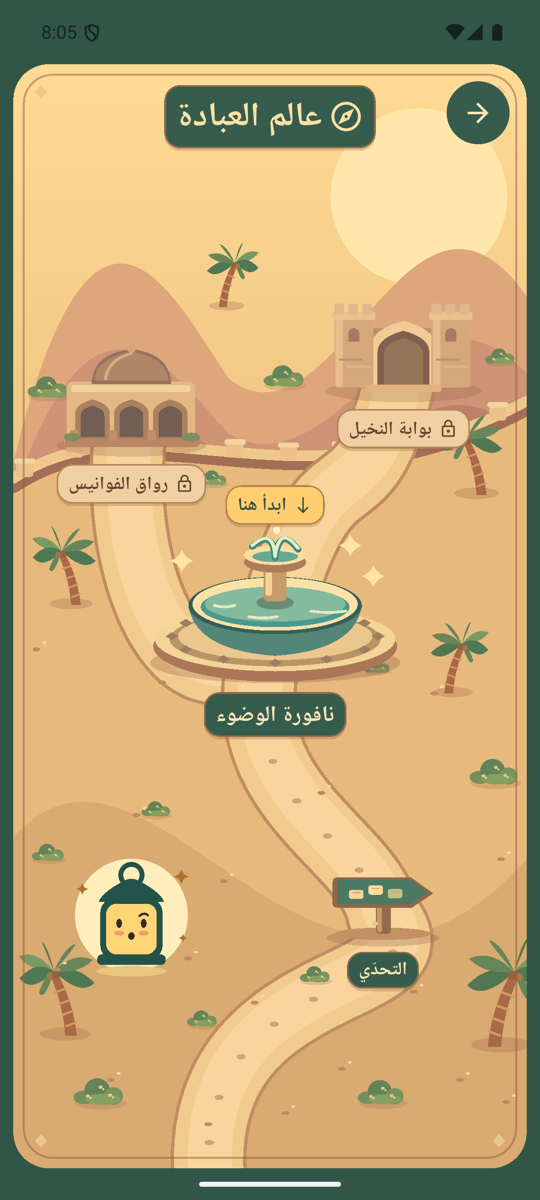 8:05
عالم العبادة
بوابة النخيل
رواق الفوانيس
ابدأ هنا
نافورة الوضوء
التحدّي